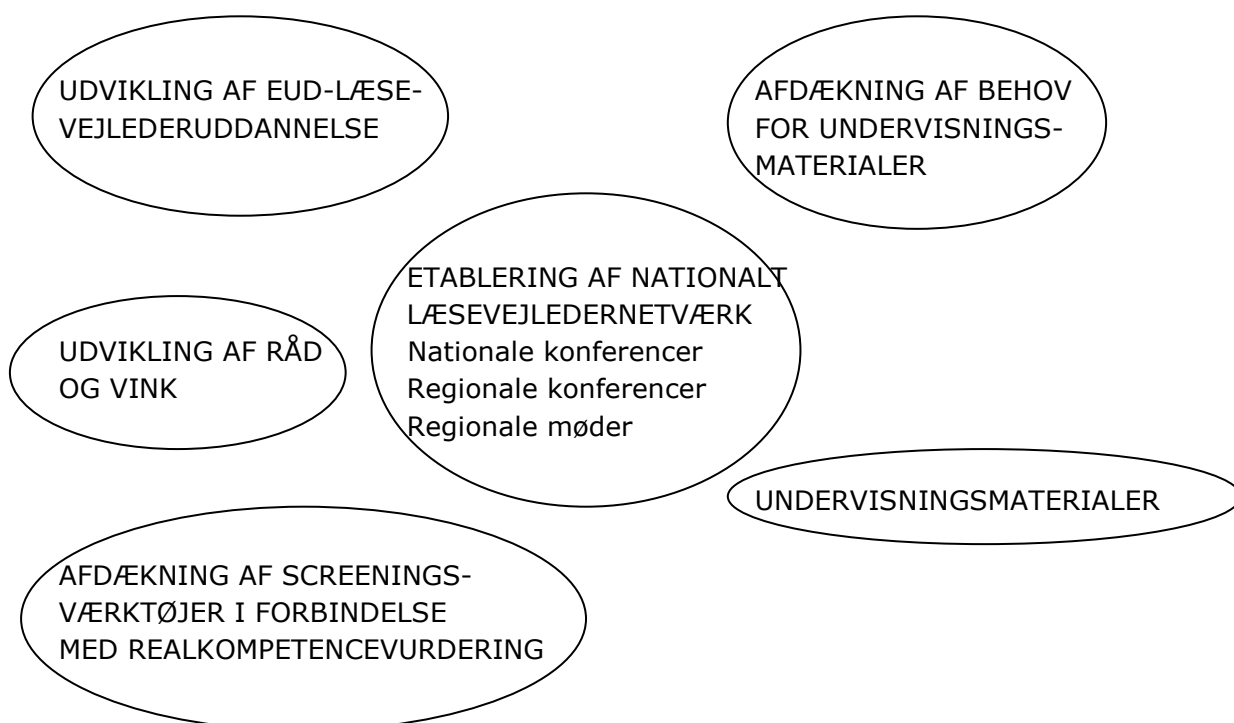 UDVIKLING AF EUD-LÆSE-
VEJLEDERUDDANNELSE
AFDÆKNING AF BEHOV
FOR UNDERVISNINGS-
MATERIALER
ETABLERING AF NATIONALT
LÆSEVEJLEDERNETVÆRK
Nationale konferencer
Regionale konferencer
Regionale møder
UDVIKLING AF RÅD
OG VINK
UNDERVISNINGSMATERIALER
AFDÆKNING AF SCREENINGS-
VÆRKTØJER I FORBINDELSE
MED REALKOMPETENCEVURDERING